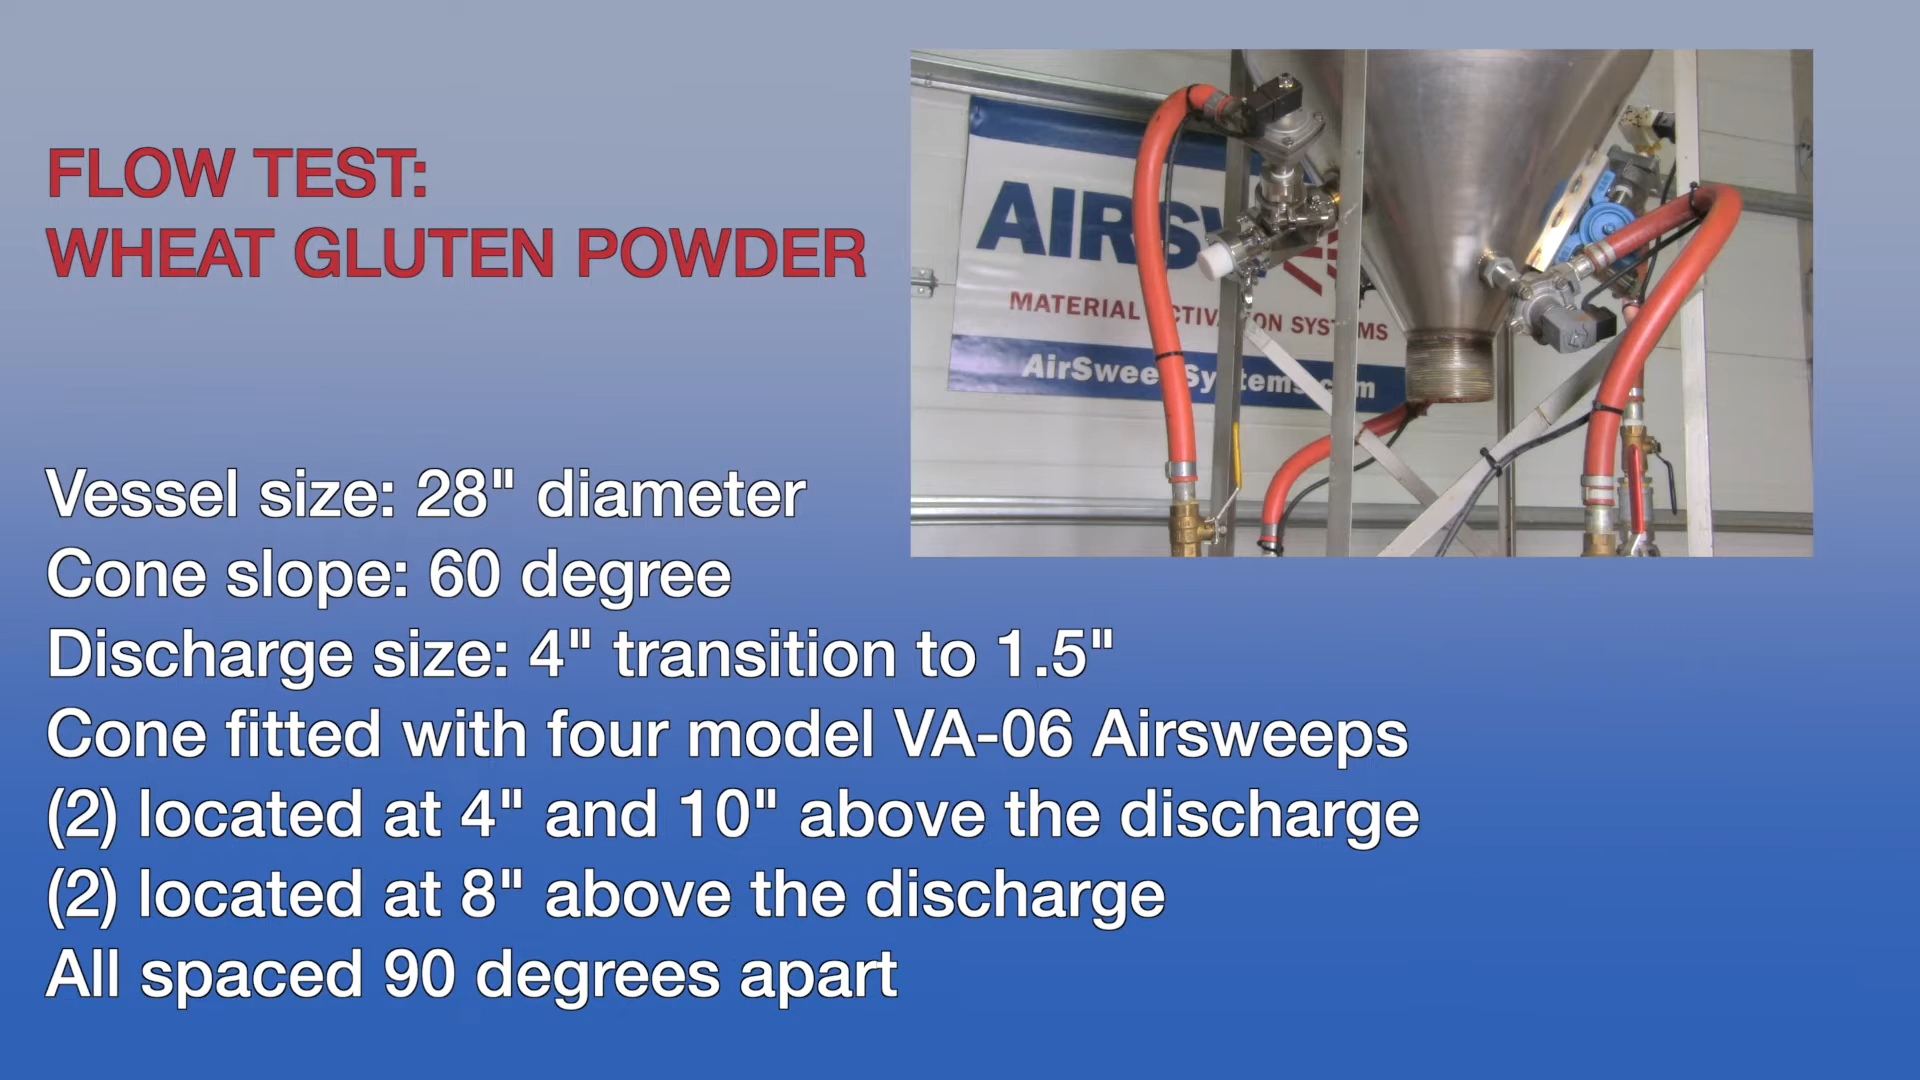 FLOW TEST:
WHEAT GLUTEN POWDER
MATERIAL SYS MS
Vessel size: 28" diameter
Cone slope: 60 degree
Discharge size: 4" transition to 1.5"
Cone fitted with four model VA-06 Airsweeps
(2) located at 4" and 10" above the discharge
(2) located at 8" above the discharge
All spaced 90 degrees apart